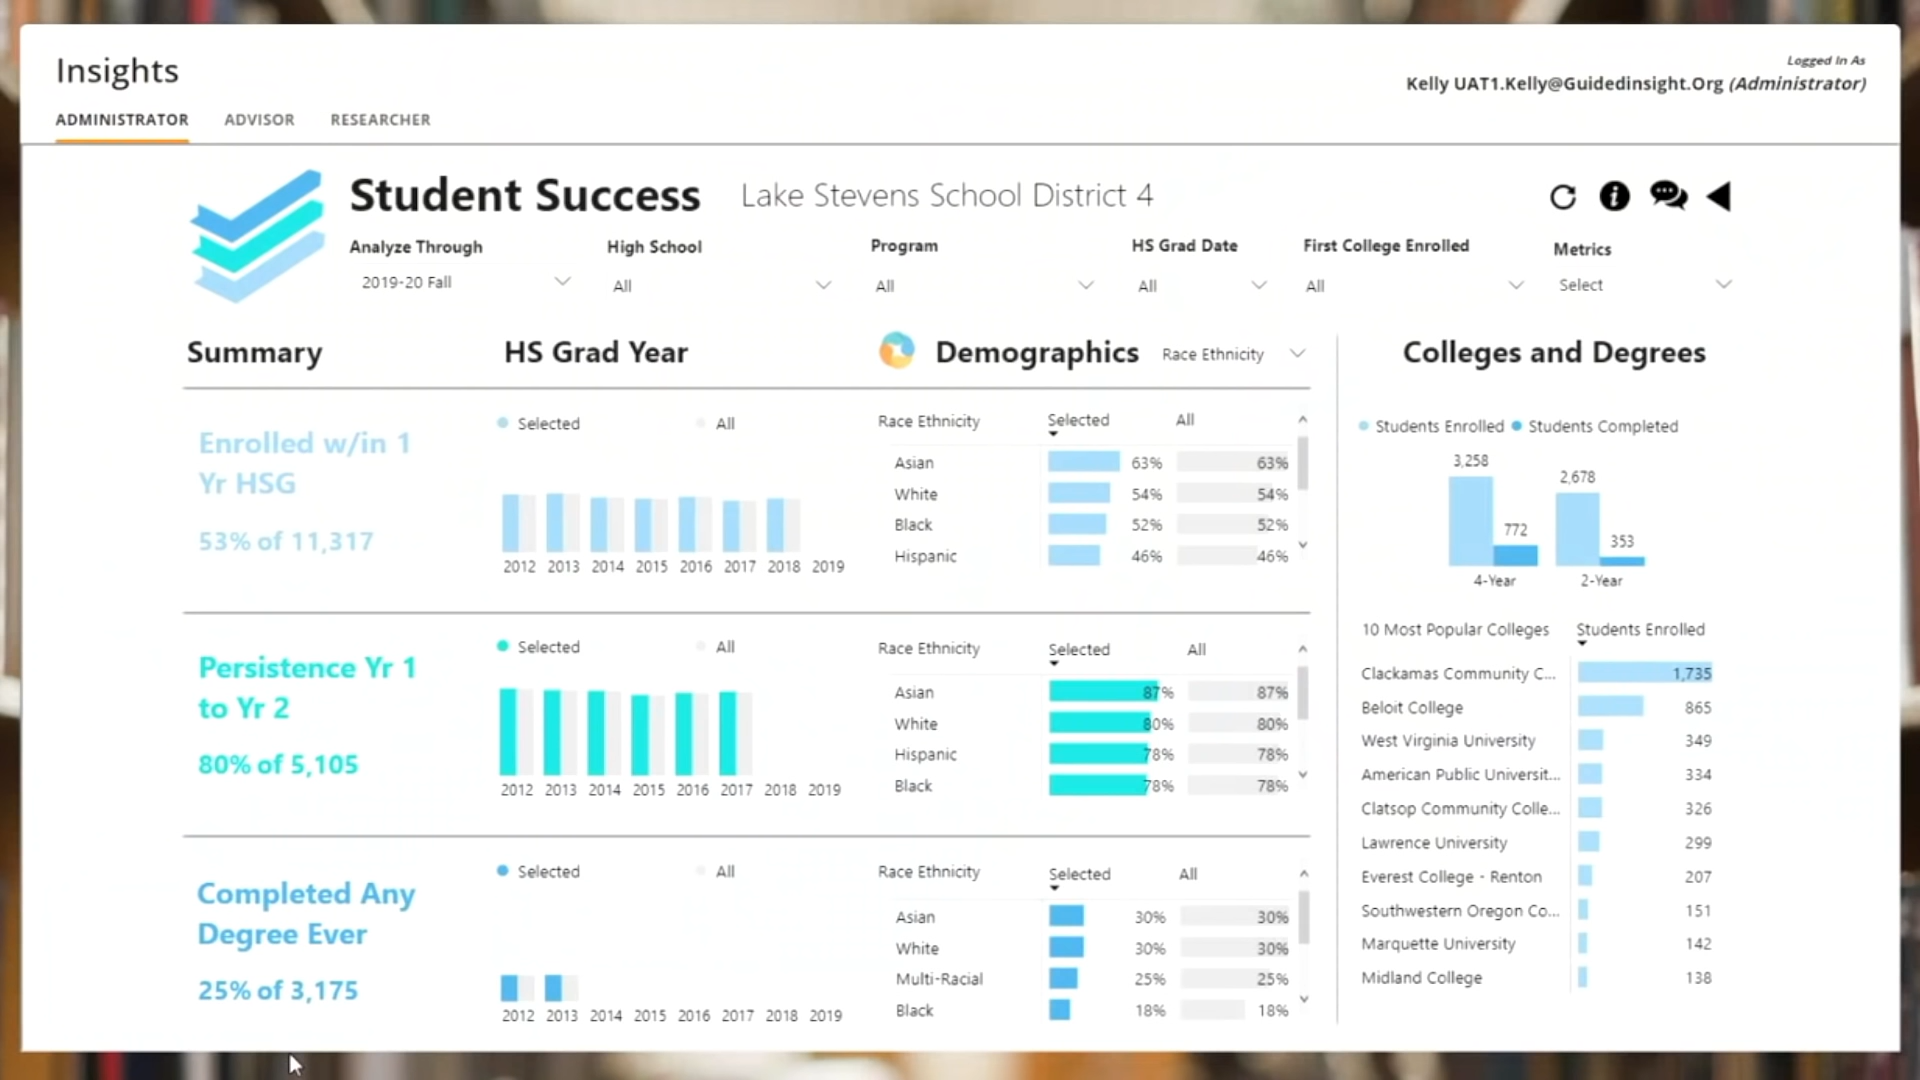 Insights
Logged In As
Kelly UAT1.Kelly@Guidedinsight.Org (Administrator)
ADMINISTRATOR ADVISOR RESEARCHER
Student Success Lake Stevens School District 4
Analyze Through High School Program HS Grad Date First College Enrolled Metrics
2019-20 Fall All All All All Select
Summary HS Grad Year Demographics Race Ethnicity Colleges and Degrees
Enrolled w/in 1
Yr HSG
53% of 11,317
Selected All
2012 2013 2014 2015 2016 2017 2018 2019
Race Ethnicity Selected All
Asian 63% 63%
White 54% 54%
Black 52% 52%
Hispanic 46% 46%
Persistence Yr 1
to Yr 2
80% of 5,105
Selected All
2012 2013 2014 2015 2016 2017 2018 2019
Race Ethnicity Selected All
Asian 87% 87%
White 80% 80%
Hispanic 78% 78%
Black 78% 78%
Completed Any
Degree Ever
25% of 3,175
Selected All
2012 2013 2014 2015 2016 2017 2018 2019
Race Ethnicity Selected All
Asian 30% 30%
White 30% 30%
Multi-Racial 25% 25%
Black 18% 18%
Students Enrolled Students Completed
3,258 772 2,678 353
4-Year 2-Year
10 Most Popular Colleges Students Enrolled
Clackamas Community C... 1,735
Beloit College 865
West Virginia University 349
American Public Universit... 334
Clatsop Community Colle... 326
Lawrence University 299
Everest College - Renton 207
Southwestern Oregon Co... 151
Marquette University 142
Midland College 138